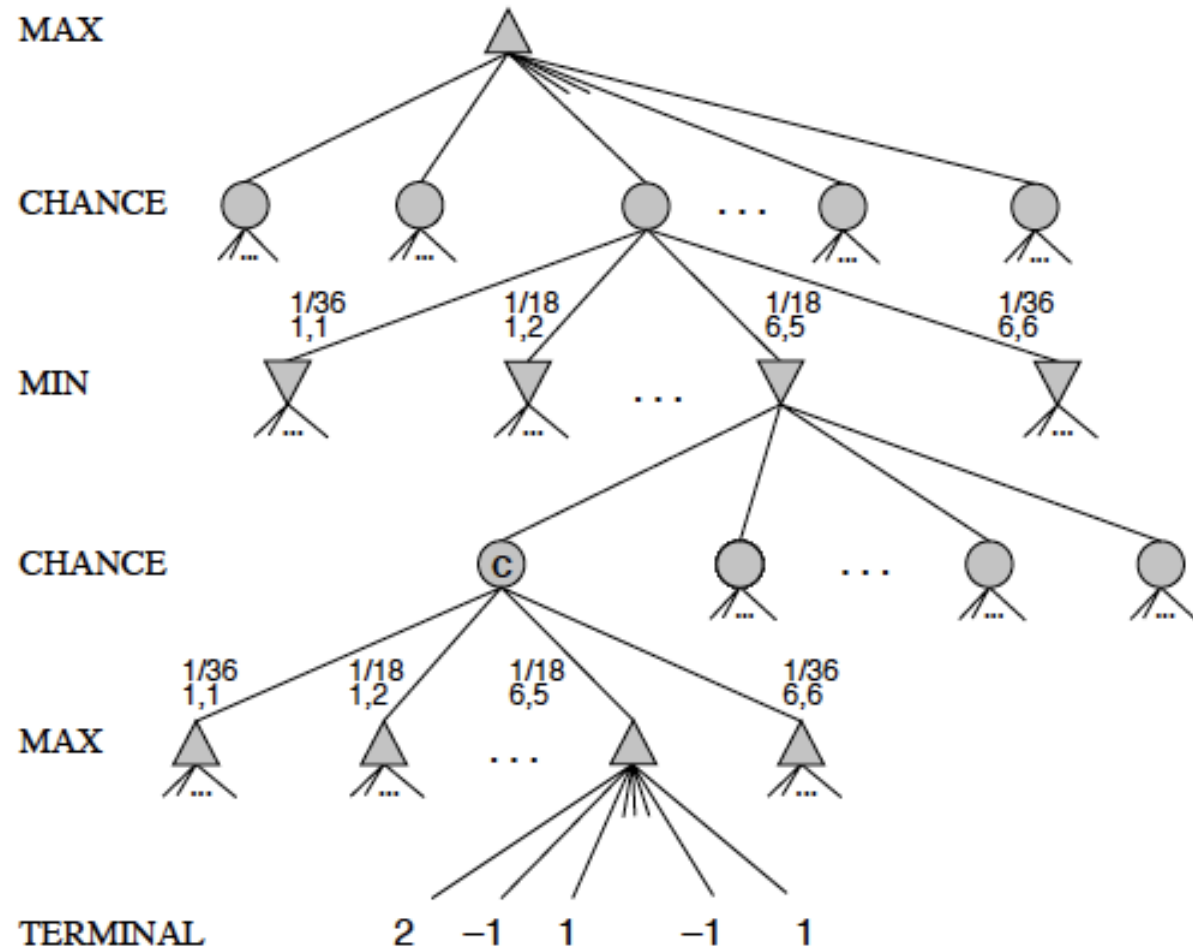 MAX
CHANCE
. . .
... ... ... ... ...
1/36 1/18 1/18 1/36
1,1 1,2 6,5 6,6
MIN
. . .
... ... ... ...
CHANCE
C . . .
... ... ...
1/36 1/18 1/18 1/36
1,1 1,2 6,5 6,6
MAX
. . .
... ... ...
TERMINAL 2 –1 1 –1 1